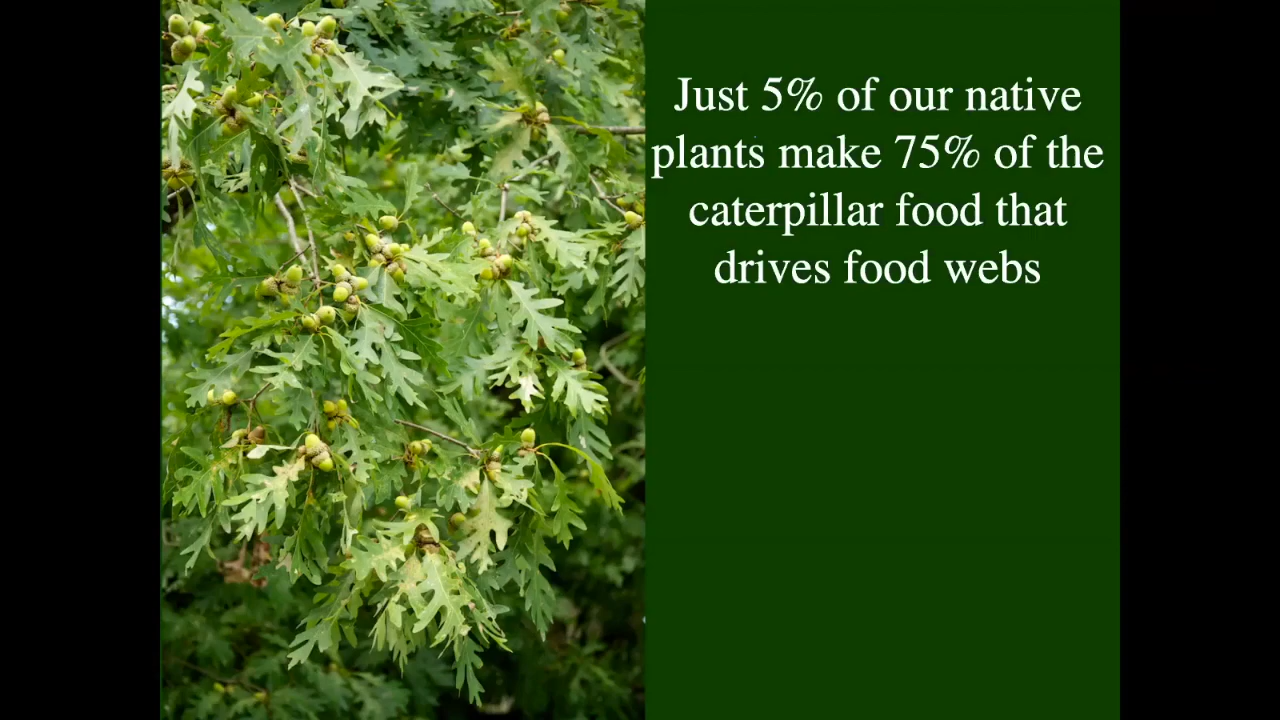 Just 5% of our native
plants make 75% of the
caterpillar food that
drives food webs